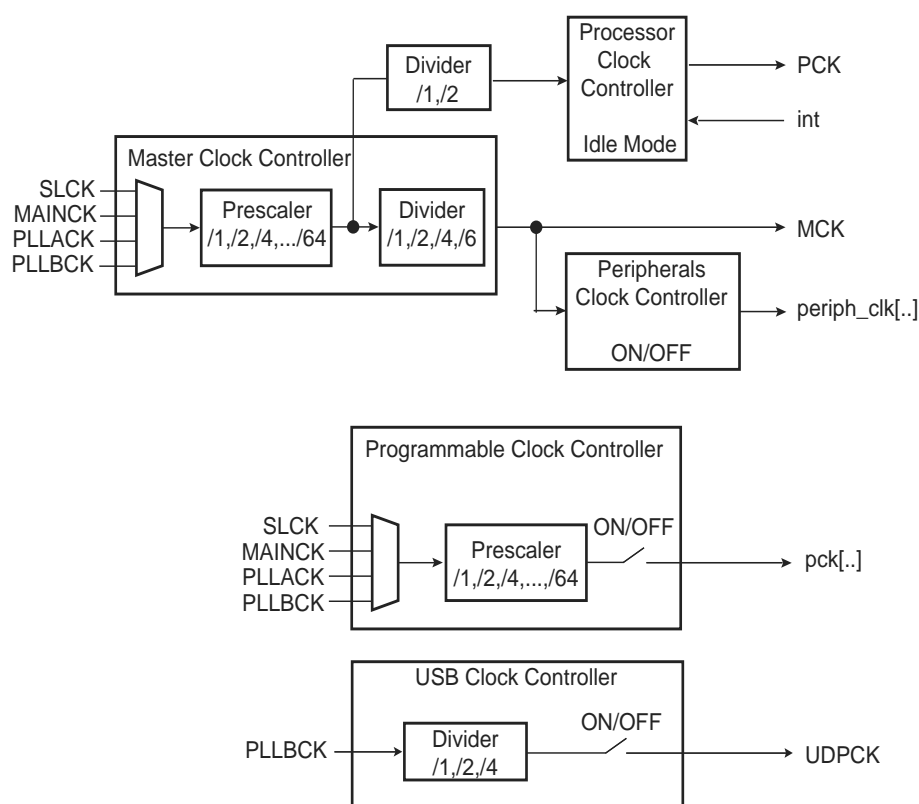 Processor
Clock
Controller
Idle Mode
Divider
/1,/2
PCK
int
Master Clock Controller
SLCK
MAINCK
PLLACK
PLLBCK
Prescaler
/1,/2,/4,.../64
Divider
/1,/2,/4,/6
MCK
Peripherals
Clock Controller
ON/OFF
periph_clk[..]
Programmable Clock Controller
SLCK
MAINCK
PLLACK
PLLBCK
Prescaler
/1,/2,/4,...,/64
ON/OFF
pck[..]
USB Clock Controller
PLLBCK
Divider
/1,/2,/4
ON/OFF
UDPCK